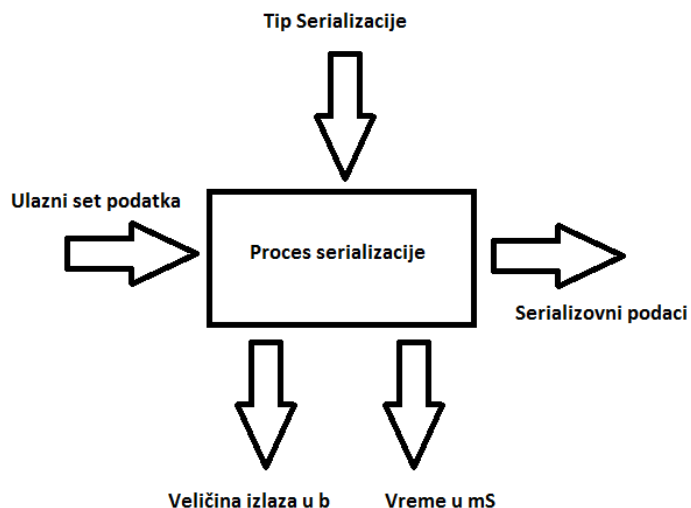 Tip Serializacije
Ulazni set podatka
Proces serializacije
Serializovni podaci
Veličina izlaza u b
Vreme u mS